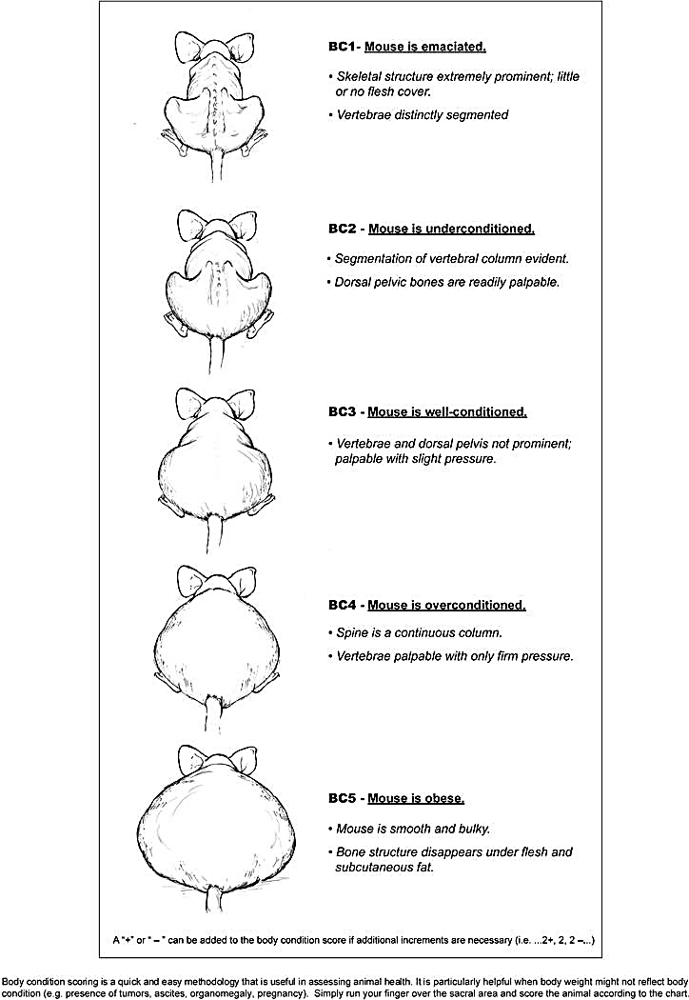 BC1- Mouse is emaciated.
• Skeletal structure extremely prominent; little
or no flesh cover.
• Vertebrae distinctly segmented
BC2 - Mouse is underconditioned.
• Segmentation of vertebral column evident.
• Dorsal pelvic bones are readily palpable.
BC3 - Mouse is well-conditioned.
• Vertebrae and dorsal pelvis not prominent;
palpable with slight pressure.
BC4 - Mouse is overconditioned.
• Spine is a continuous column.
• Vertebrae palpable with only firm pressure.
BC5 - Mouse is obese.
• Mouse is smooth and bulky.
• Bone structure disappears under flesh and
subcutaneous fat.
A "+" or "–" can be added to the body condition score if additional increments are necessary (i.e. ...2+, 2, 2 –...)
Body condition scoring is a quick and easy methodology that is useful in assessing animal health. It is particularly helpful when body weight might not reflect body
condition (e.g. presence of tumors, ascites, organomegaly, pregnancy). Simply run your finger over the sacral area and score the animal according to the chart.